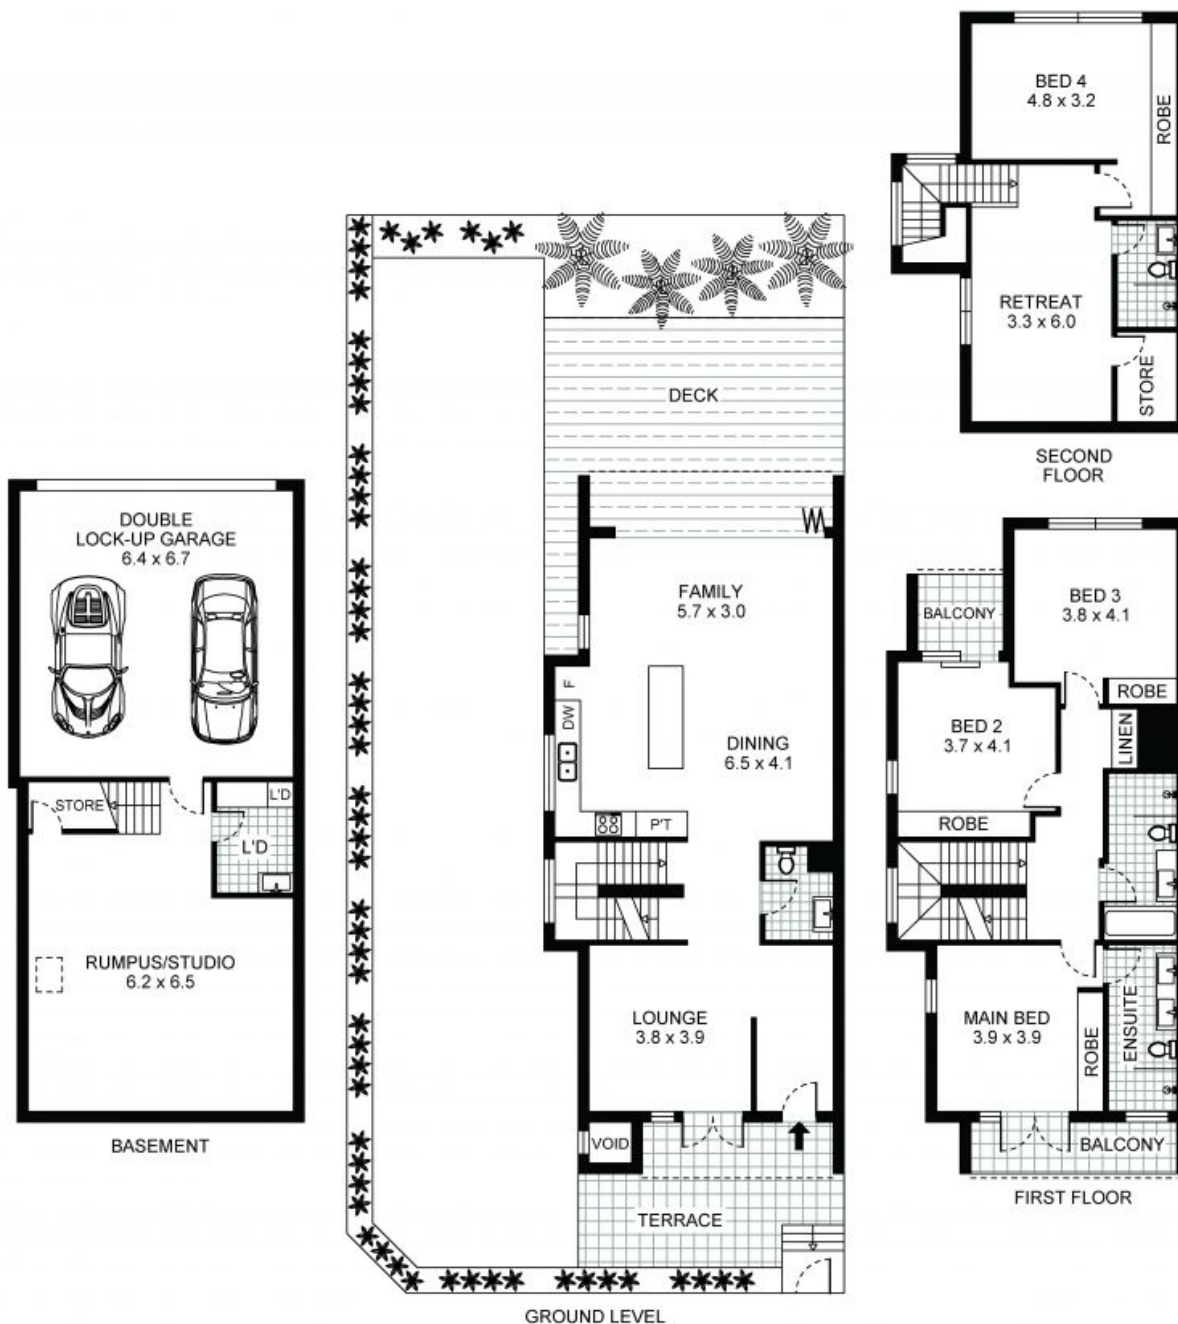 DOUBLE
LOCK-UP GARAGE
6.4 x 6.7
STORE
L'D
L'D
RUMPUS/STUDIO
6.2 x 6.5
BASEMENT
DECK
FAMILY
5.7 x 3.0
F
DW
DINING
6.5 x 4.1
P'T
LOUNGE
3.8 x 3.9
VOID
TERRACE
GROUND LEVEL
BED 4
4.8 x 3.2
ROBE
RETREAT
3.3 x 6.0
STORE
SECOND
FLOOR
BED 3
3.8 x 4.1
BALCONY
ROBE
BED 2
3.7 x 4.1
LINEN
ROBE
MAIN BED
3.9 x 3.9
ROBE
ENSUITE
BALCONY
FIRST FLOOR